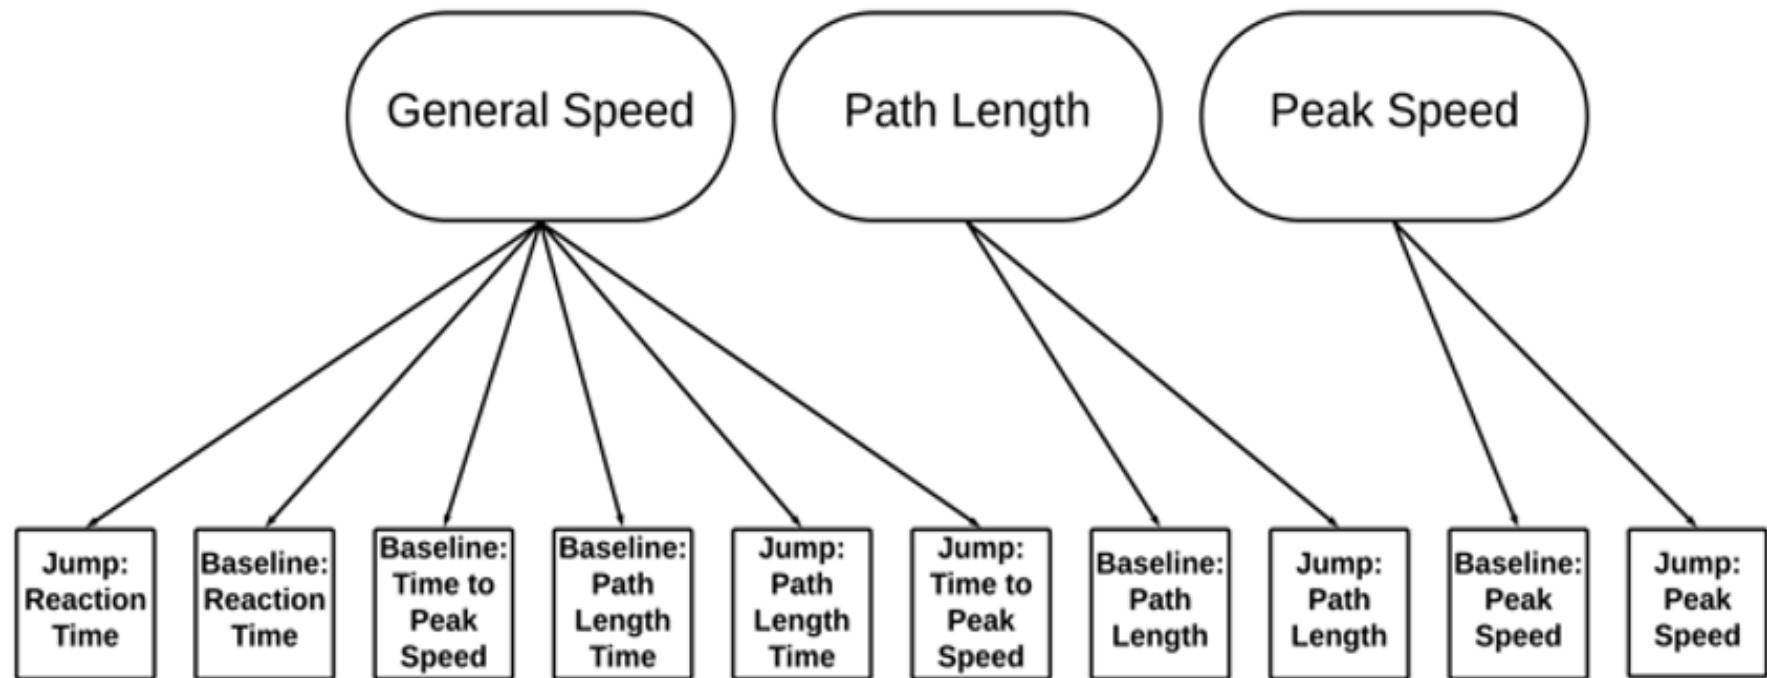 General Speed
Path Length
Peak Speed
Jump:
Reaction
Time
Baseline:
Reaction
Time
Baseline:
Time to
Peak
Speed
Baseline:
Path
Length
Time
Jump:
Path
Length
Time
Jump:
Time to
Peak
Speed
Baseline:
Path
Length
Jump:
Path
Length
Baseline:
Peak
Speed
Jump:
Peak
Speed